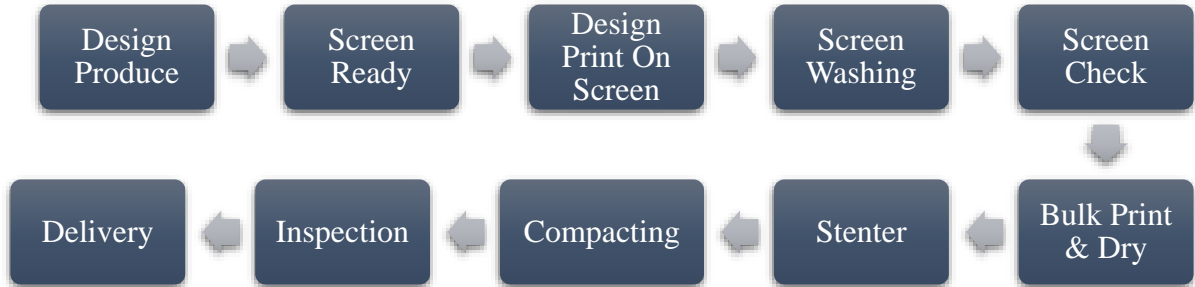 Design
Produce
Screen
Ready
Design
Print On
Screen
Screen
Washing
Screen
Check
Bulk Print
& Dry
Stenter
Compacting
Inspection
Delivery